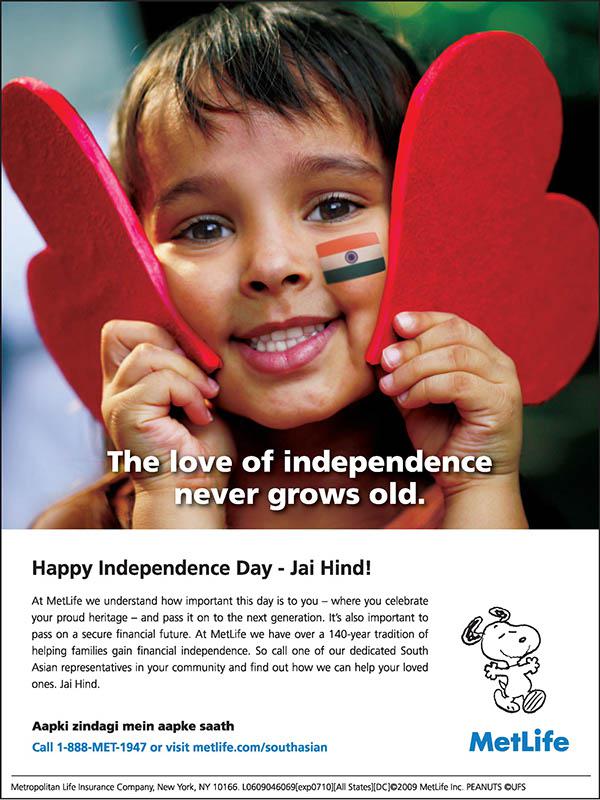 The love of independence
never grows old.
Happy Independence Day - Jai Hind!
At MetLife we understand how important this day is to you – where you celebrate
your proud heritage – and pass it on to the next generation. It's also important to
pass on a secure financial future. At MetLife we have over a 140-year tradition of
helping families gain financial independence. So call one of our dedicated South
Asian representatives in your community and find out how we can help your loved
ones. Jai Hind.
Aapki zindagi mein aapke saath
Call 1-888-MET-1947 or visit metlife.com/southasian
MetLife
Metropolitan Life Insurance Company, New York, NY 10166. L0609046069[exp0710][All States][DC]©2009 MetLife Inc. PEANUTS ©UFS